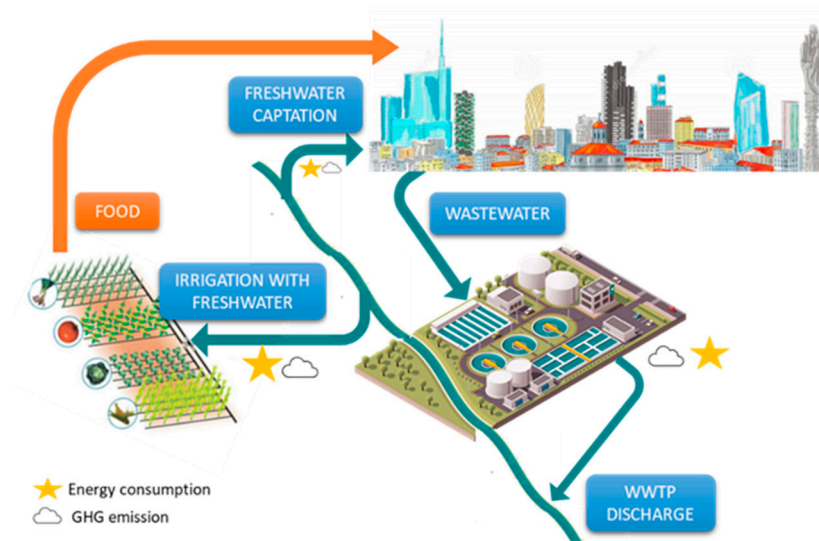 FRESHWATER
CAPTATION
FOOD
WASTEWATER
IRRIGATION WITH
FRESHWATER
Energy consumption
GHG emission
WWTP
DISCHARGE